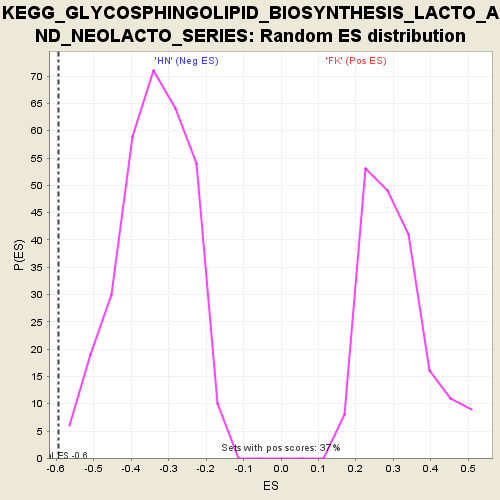 KEGG_GLYCOSPHINGOLIPID_BIOSYNTHESIS_LACTO_A
ND_NEOLACTO_SERIES: Random ES distribution
'HN' (Neg ES) 'FK' (Pos ES)
P(ES)
70
65
60
55
50
45
40
35
30
25
20
15
10
5
0
Sets with pos scores: 37%
ES -0.6
-0.6 -0.5 -0.4 -0.3 -0.2 -0.1 0.0 0.1 0.2 0.3 0.4 0.5
ES